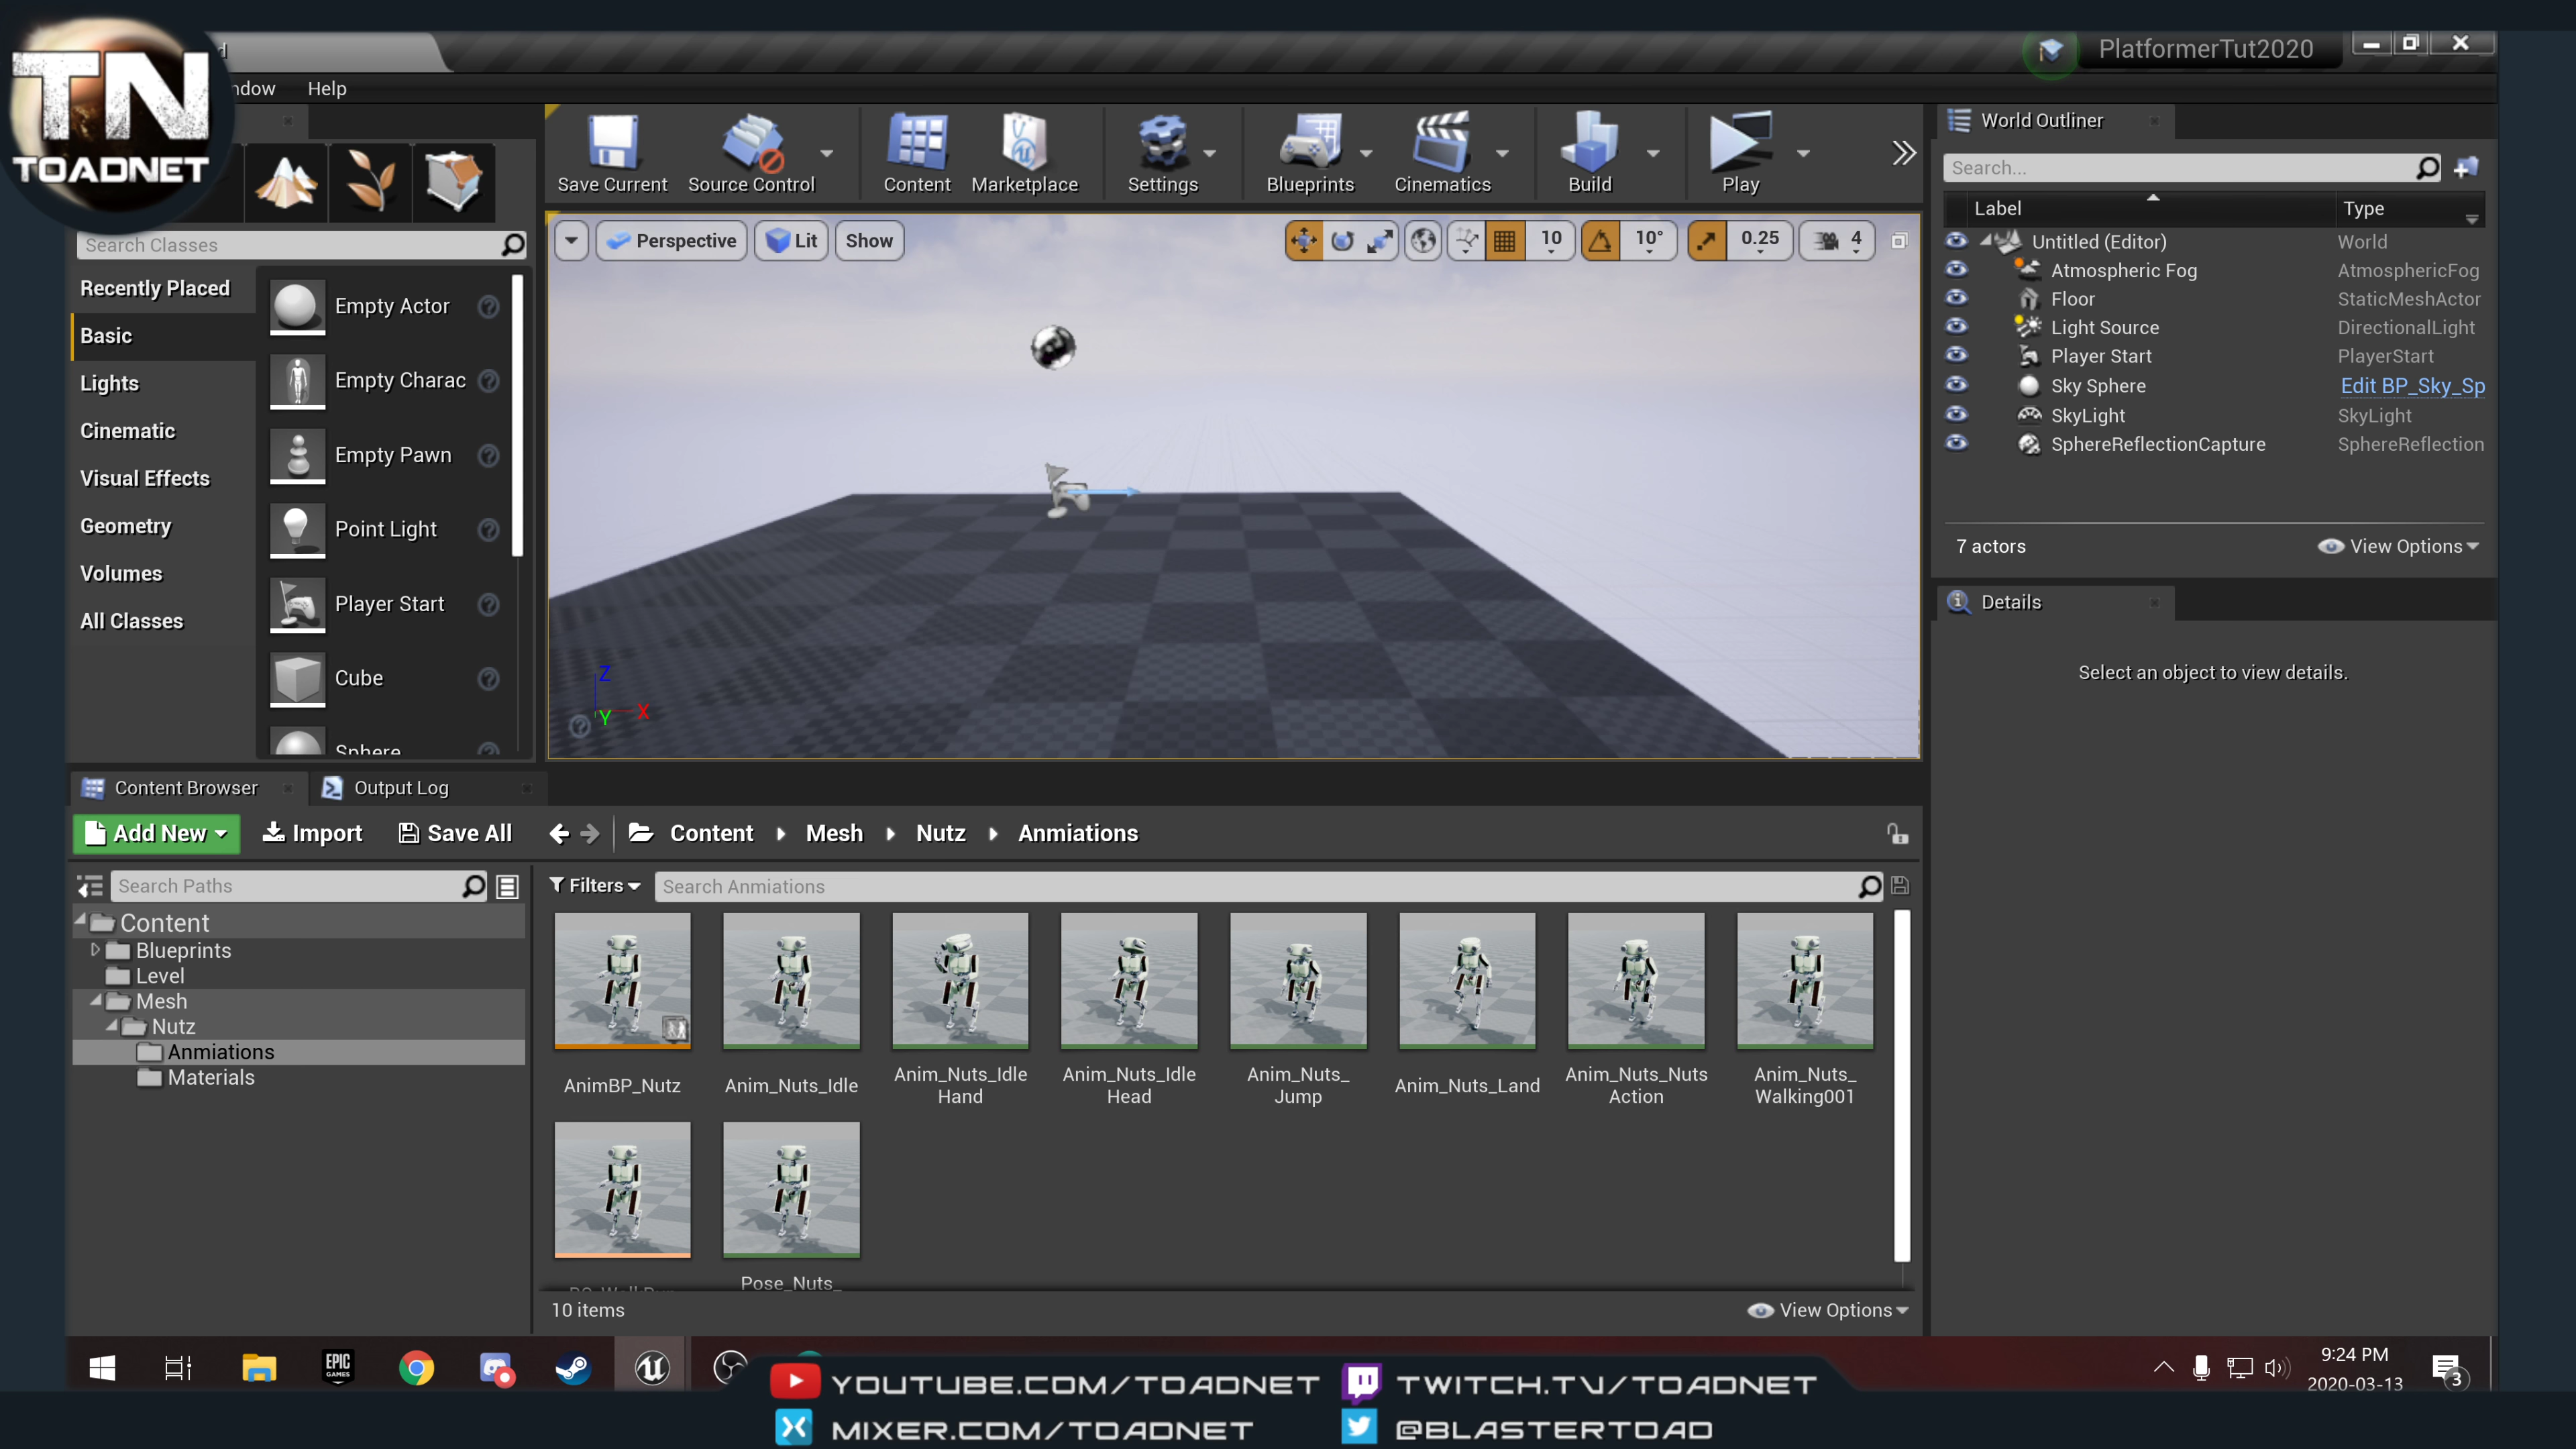 TN
TOADNET
PlatformerTut2020
Help
Save Current
Source Control
Content
Marketplace
Settings
Blueprints
Cinematics
Build
Play
Search Classes
Recently Placed
Basic
Lights
Cinematic
Visual Effects
Geometry
Volumes
All Classes
Empty Actor
Empty Charac
Empty Pawn
Point Light
Player Start
Cube
Sphere
Perspective
Lit
Show
10
10°
0.25
4
Z
Y
X
World Outliner
Search...
Label
Type
Untitled (Editor) World
Atmospheric Fog AtmosphericFog
Floor StaticMeshActor
Light Source DirectionalLight
Player Start PlayerStart
Sky Sphere Edit BP_Sky_Sp
SkyLight SkyLight
SphereReflectionCapture SphereReflection
7 actors
View Options
Details
Select an object to view details.
Content Browser
Output Log
Add New
Import
Save All
Content
Mesh
Nutz
Anmiations
Search Paths
Filters
Search Anmiations
Content
Blueprints
Level
Mesh
Nutz
Anmiations
Materials
AnimBP_Nutz
Anim_Nuts_Idle
Anim_Nuts_Idle
Hand
Anim_Nuts_Idle
Head
Anim_Nuts_
Jump
Anim_Nuts_Land
Anim_Nuts_Nuts
Action
Anim_Nuts_
Walking001
Pose_Nuts_
10 items
View Options
EPIC
GAMES
9:24 PM
2020-03-13
3
YOUTUBE.COM/TOADNET
TWITCH.TV/TOADNET
MIXER.COM/TOADNET
@BLASTERTOAD